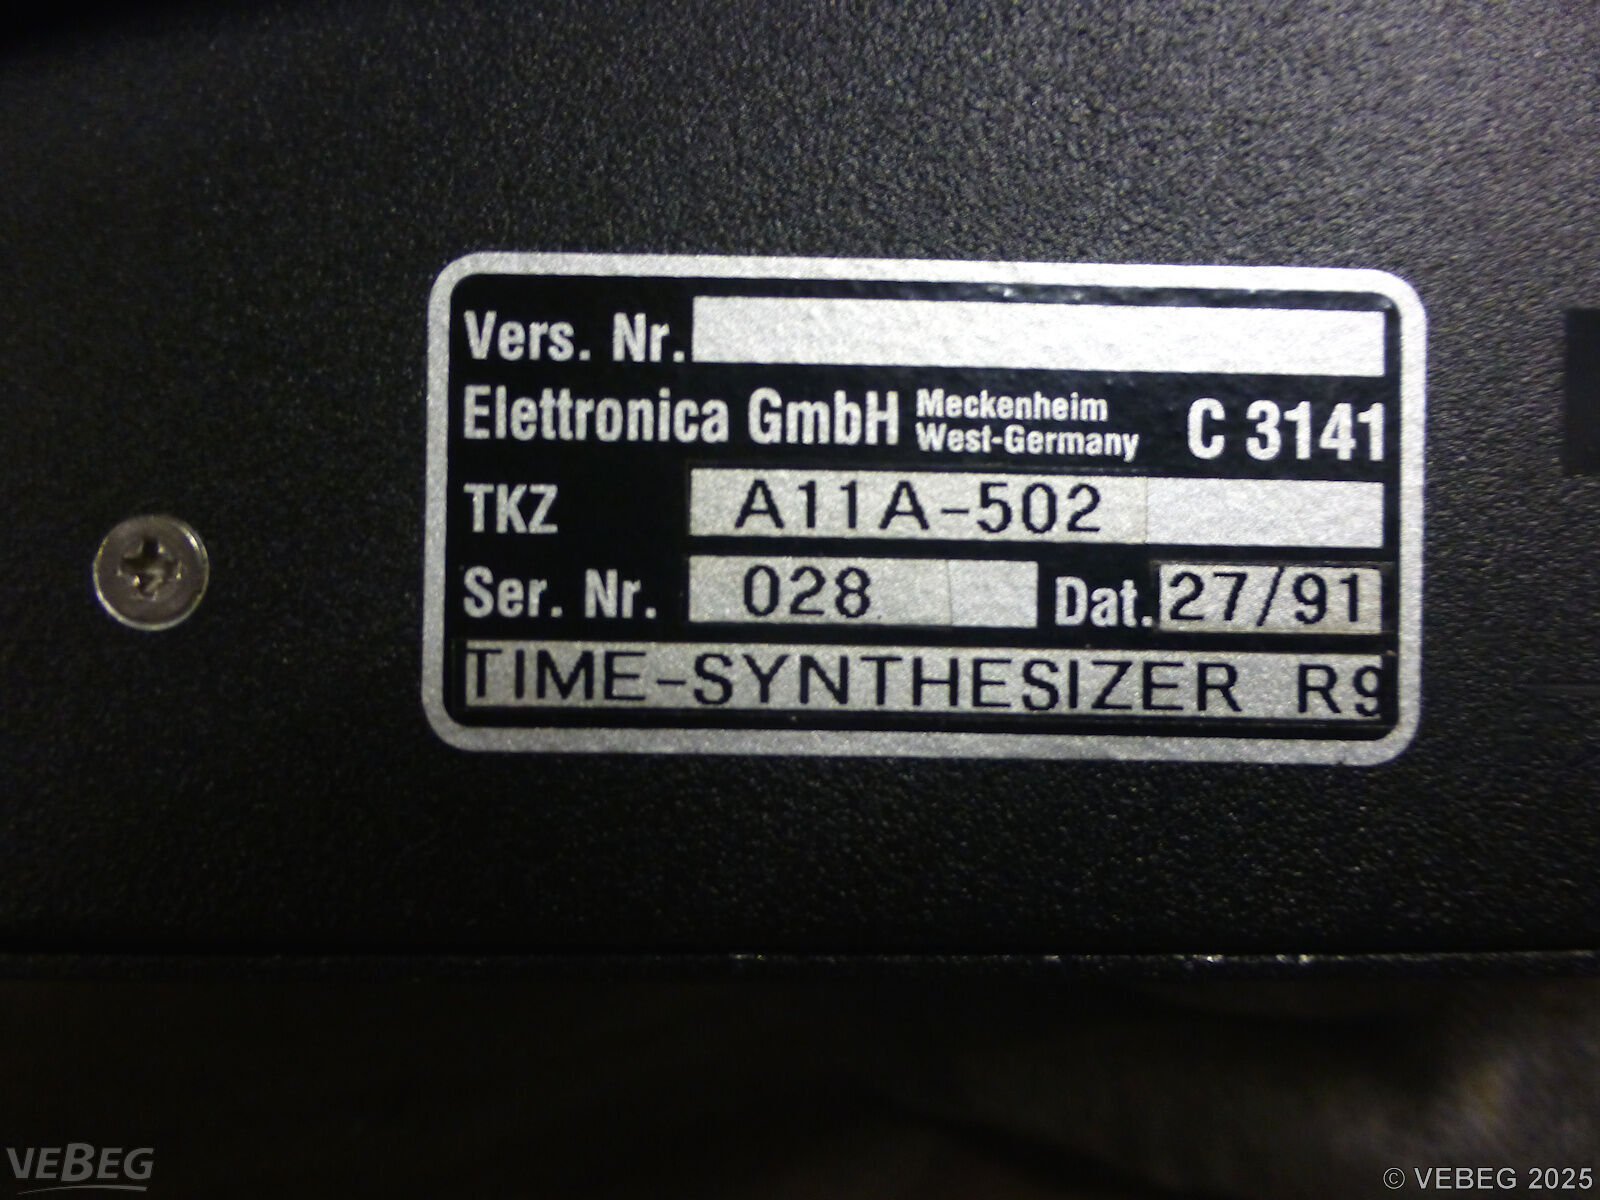 Vers. Nr.
Elettronica GmbH Meckenheim West-Germany C 3141
TKZ A11A-502
Ser. Nr. 028 Dat. 27/91
TIME-SYNTHESIZER R9
VEBEG
© VEBEG 2025